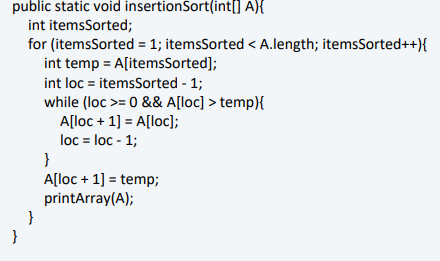 public static void insertionSort(int[] A){
int itemsSorted;
for (itemsSorted = 1; itemsSorted < A.length; itemsSorted++){
int temp = A[itemsSorted];
int loc = itemsSorted - 1;
while (loc >= 0 && A[loc] > temp){
A[loc + 1] = A[loc];
loc = loc - 1;
}
A[loc + 1] = temp;
printArray(A);
}
}